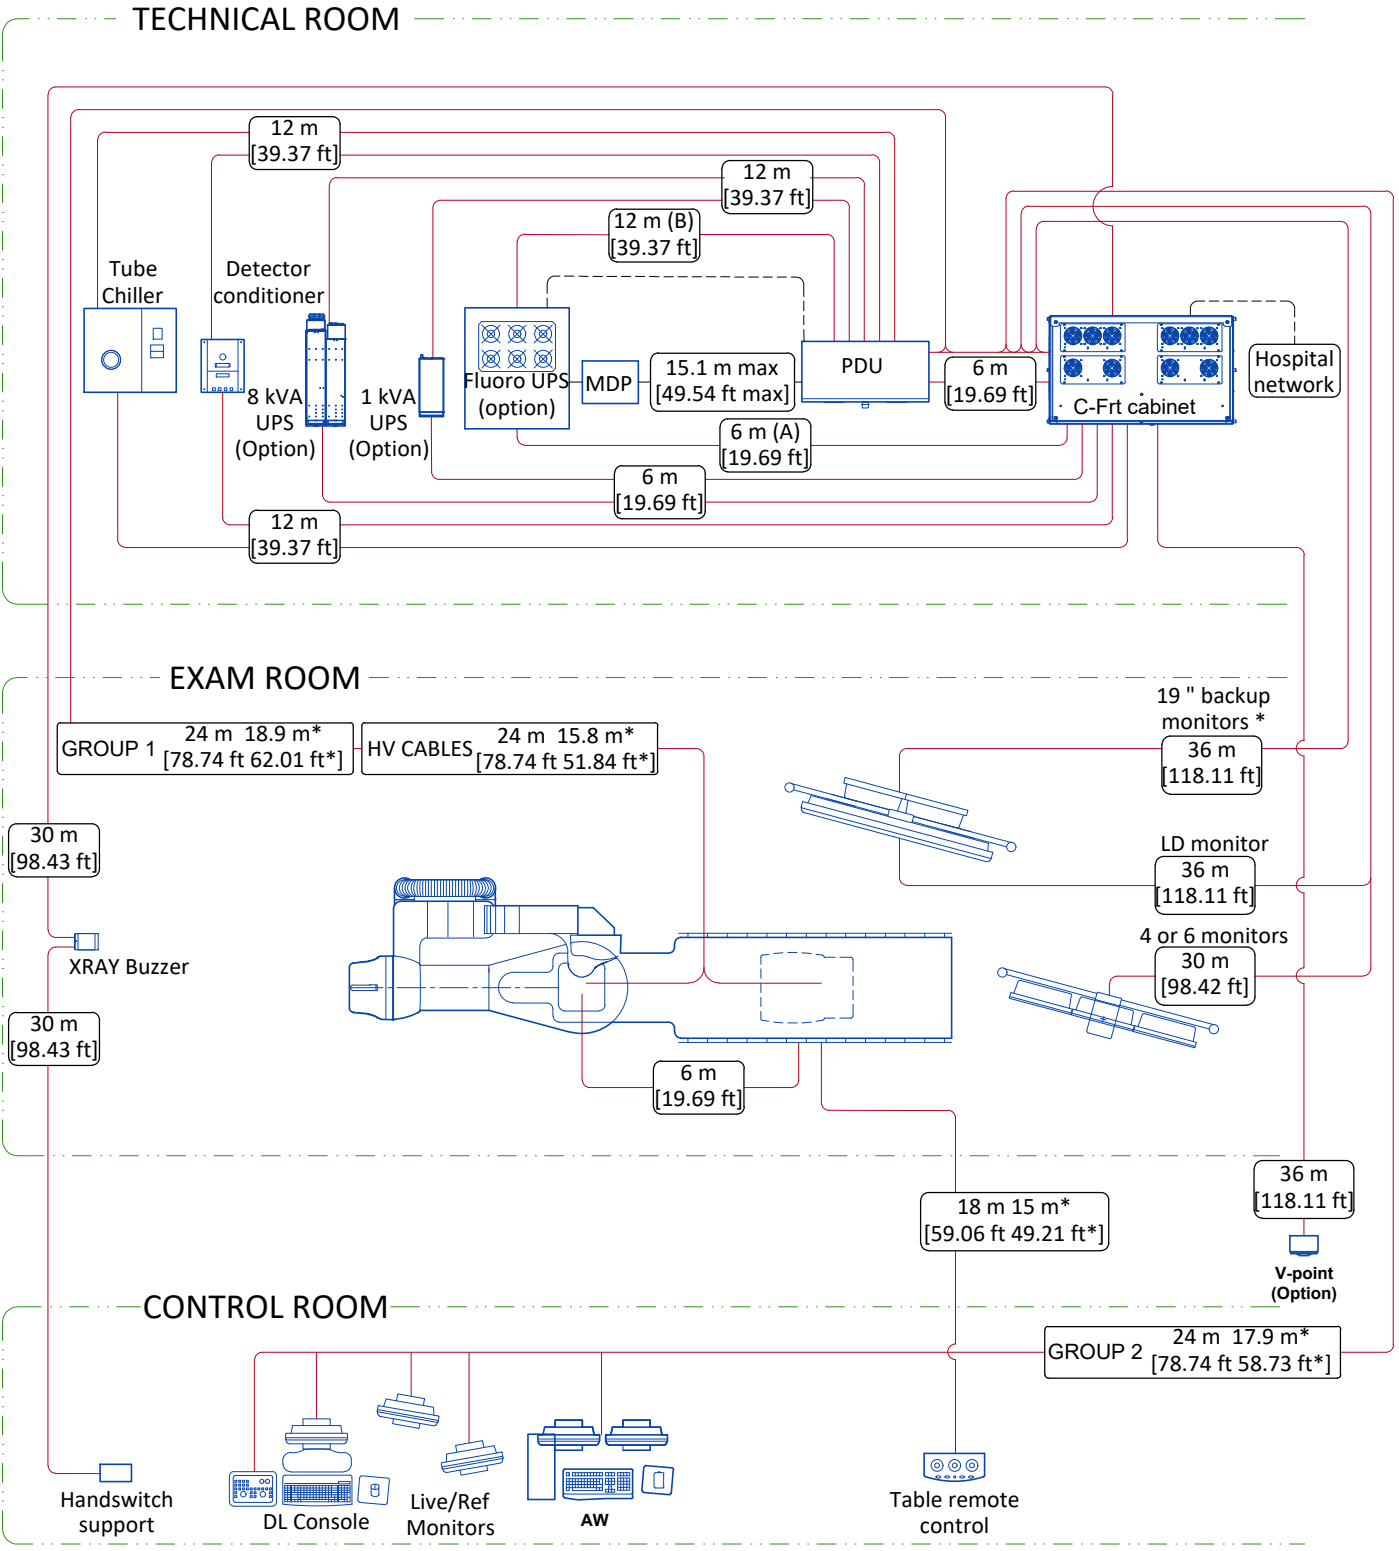 TECHNICAL ROOM
12 m
[39.37 ft]
12 m
[39.37 ft]
12 m (B)
[39.37 ft]
Tube
Chiller
Detector
conditioner
8 kVA
UPS
(Option)
1 kVA
UPS
(Option)
Fluoro UPS
(option)
MDP
15.1 m max
[49.54 ft max]
PDU
6 m
[19.69 ft]
C-Frt cabinet
Hospital
network
6 m (A)
[19.69 ft]
6 m
[19.69 ft]
12 m
[39.37 ft]
EXAM ROOM
GROUP 1
24 m 18.9 m*
[78.74 ft 62.01 ft*]
HV CABLES
24 m 15.8 m*
[78.74 ft 51.84 ft*]
19 " backup
monitors *
36 m
[118.11 ft]
30 m
[98.43 ft]
LD monitor
36 m
[118.11 ft]
4 or 6 monitors
30 m
[98.42 ft]
XRAY Buzzer
30 m
[98.43 ft]
6 m
[19.69 ft]
36 m
[118.11 ft]
18 m 15 m*
[59.06 ft 49.21 ft*]
V-point
(Option)
CONTROL ROOM
GROUP 2
24 m 17.9 m*
[78.74 ft 58.73 ft*]
Handswitch
support
DL Console
Live/Ref
Monitors
AW
Table remote
control